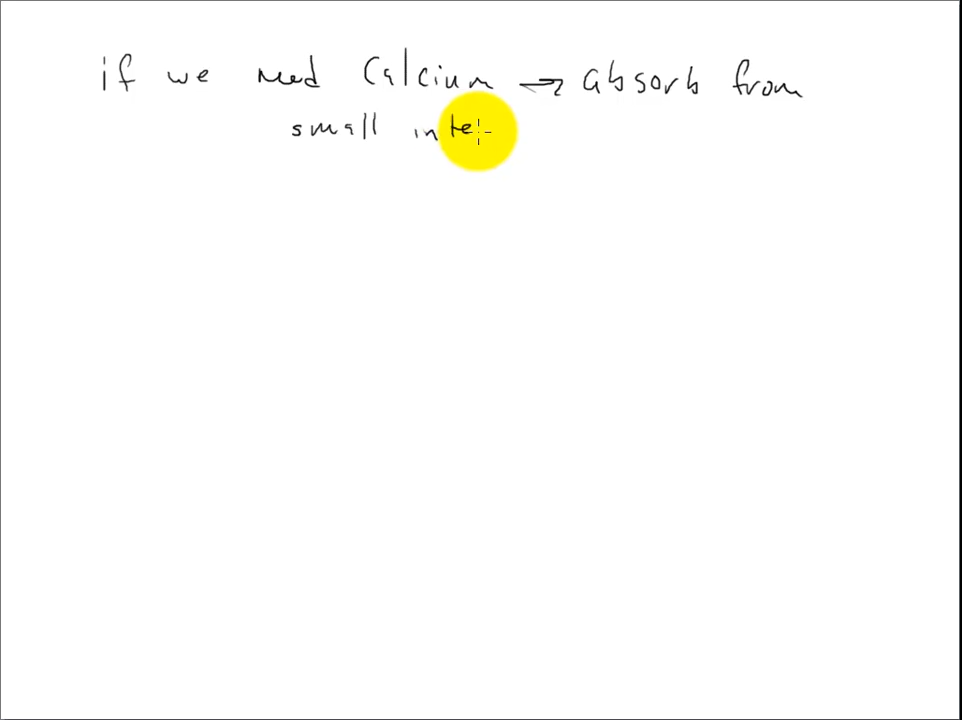 if we need Calcium → absorb from
small inte